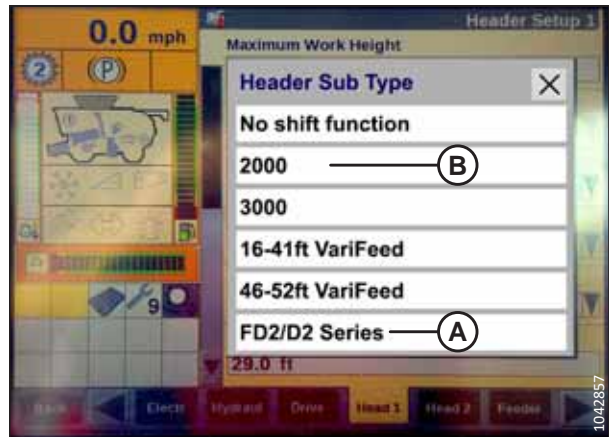 0.0 mph
Header Setup 1
Maximum Work Height
2
P
Header Sub Type
No shift function
2000
B
3000
16-41ft VariFeed
46-52ft VariFeed
9
FD2/D2 Series
A
29.0 ft
Back
Electr
Hydraul
Drive
Head 1
Head 2
Feeder
1042857